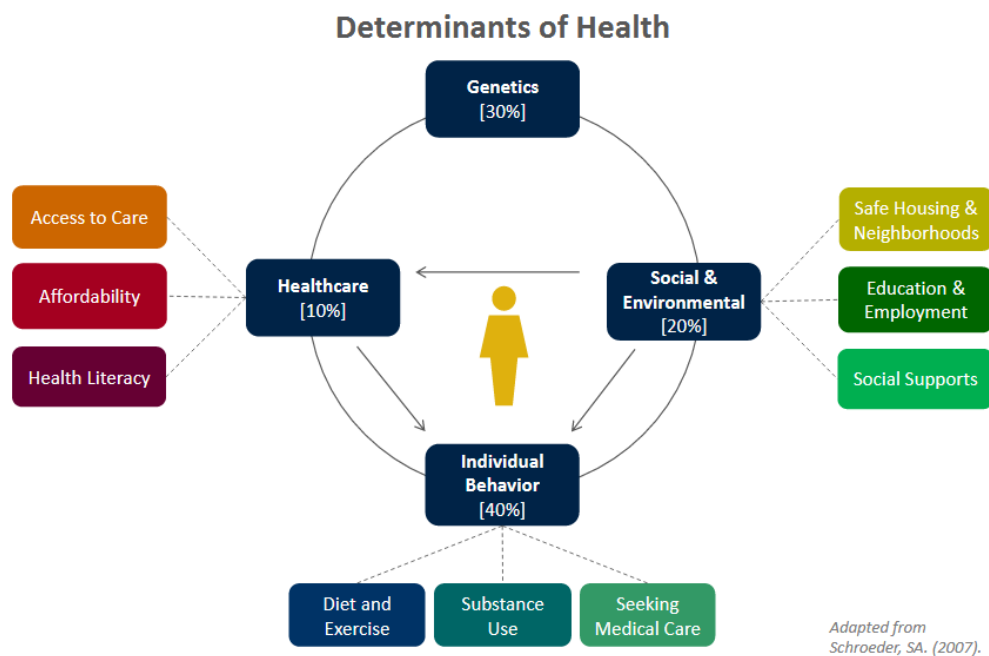 Determinants of Health
Genetics
[30%]
Access to Care
Affordability
Health Literacy
Healthcare
[10%]
Social &
Environmental
[20%]
Safe Housing &
Neighborhoods
Education &
Employment
Social Supports
Individual
Behavior
[40%]
Diet and
Exercise
Substance
Use
Seeking
Medical Care
Adapted from
Schroeder, SA. (2007).